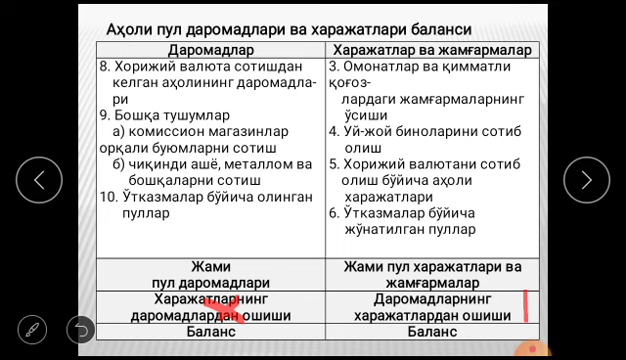 Аҳоли пул даромадлари ва харажатлари баланси
Даромадлар
Харажатлар ва жамғармалар
8. Хорижий валюта сотишдан
келган аҳолининг даромадла-
ри
9. Бошқа тушумлар
а) комиссион магазинлар
орқали буюмларни сотиш
б) чиқинди ашё, металлом ва
бошқаларни сотиш
10. Ўтказмалар бўйича олинган
пуллар
3. Омонатлар ва қимматли
қоғоз-
лардаги жамғармаларнинг
ўсиши
4. Уй-жой биноларини сотиб
олиш
5. Хорижий валютани сотиб
олиш бўйича аҳоли
харажатлари
6. Ўтказмалар бўйича
жўнатилган пуллар
Жами
пул даромадлари
Жами пул харажатлари ва
жамғармалар
Харажатларнинг
даромадлардан ошиши
Даромадларнинг
харажатлардан ошиши
Баланс
Баланс